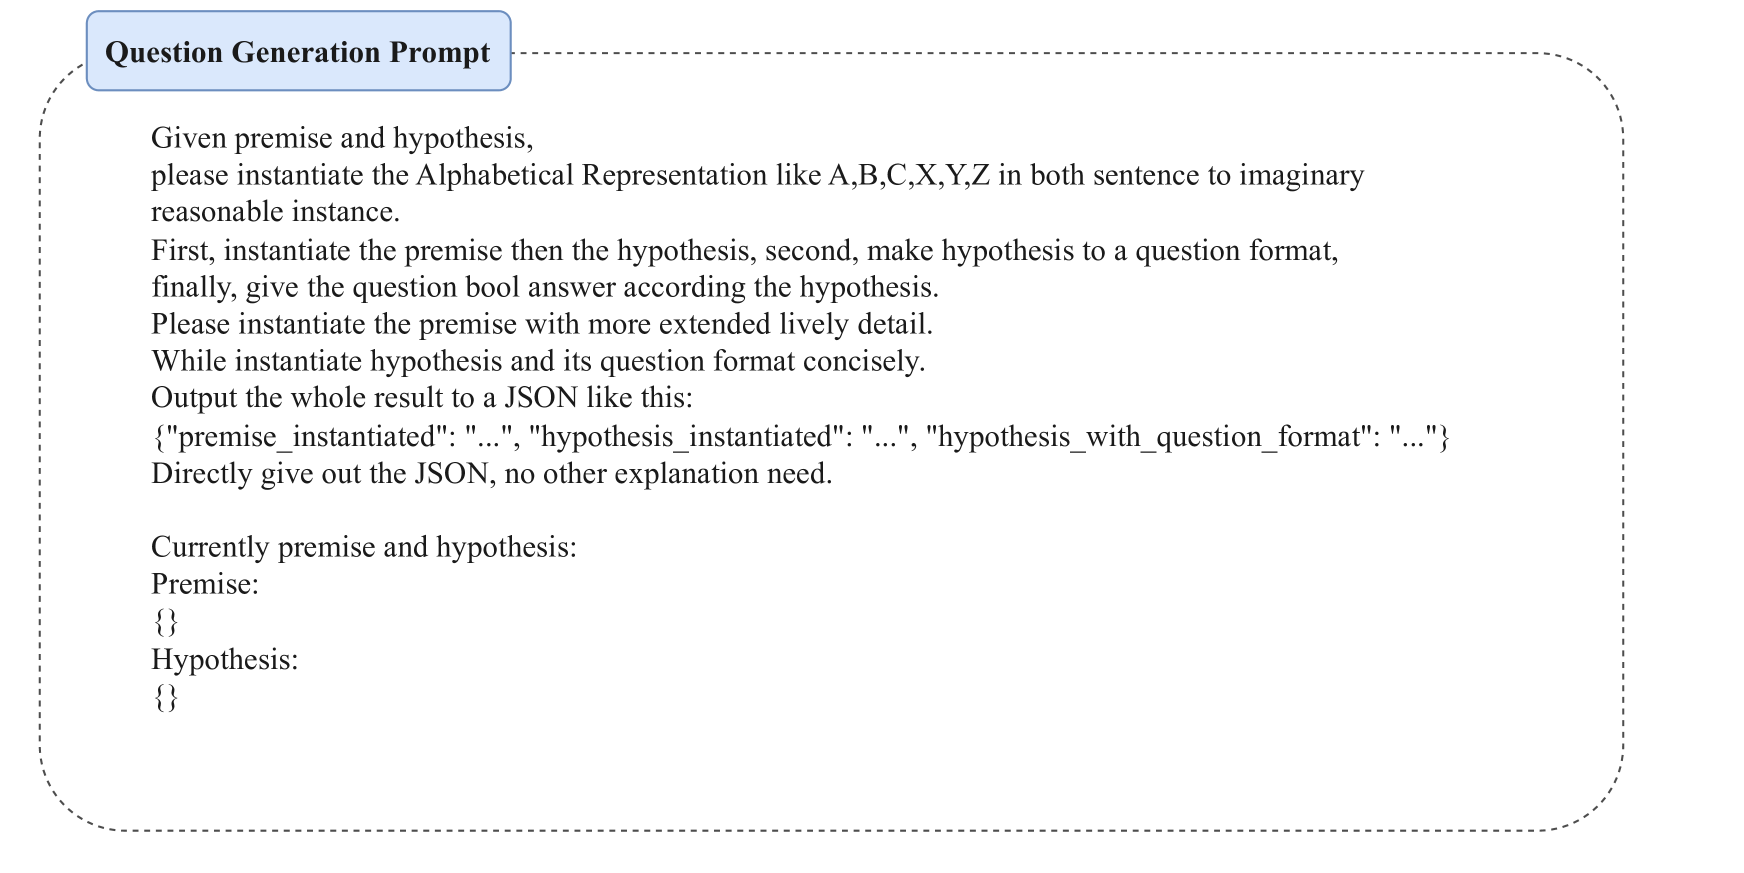 Question Generation Prompt
Given premise and hypothesis,
please instantiate the Alphabetical Representation like A,B,C,X,Y,Z in both sentence to imaginary
reasonable instance.
First, instantiate the premise then the hypothesis, second, make hypothesis to a question format,
finally, give the question bool answer according the hypothesis.
Please instantiate the premise with more extended lively detail.
While instantiate hypothesis and its question format concisely.
Output the whole result to a JSON like this:
{"premise_instantiated": "...", "hypothesis_instantiated": "...", "hypothesis_with_question_format": "..."}
Directly give out the JSON, no other explanation need.
Currently premise and hypothesis:
Premise:
{}
Hypothesis:
{}